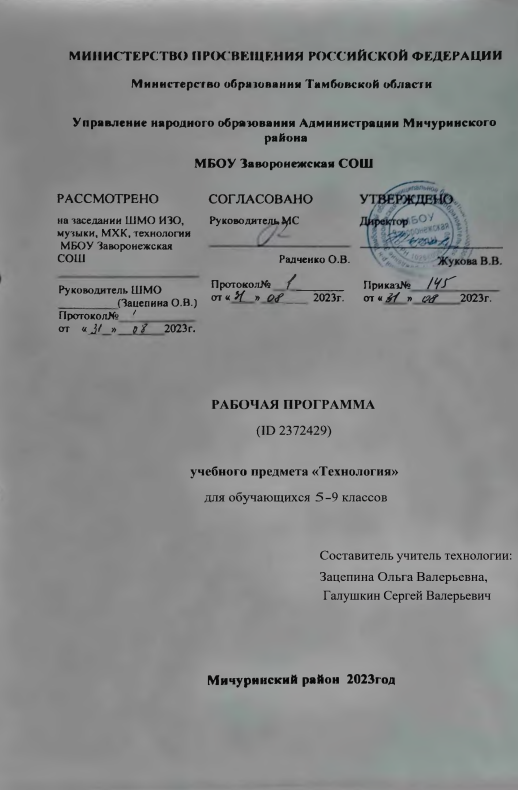 МИНИСТЕРСТВО ПРОСВЕЩЕНИЯ РОССИЙСКОЙ ФЕДЕРАЦИИ
Министерство образования Тамбовской области
Управление народного образования Администрации Мичуринского
района
МБОУ Заворонежская СОШ
РАССМОТРЕНО
на заседании ШМО ИЗО,
музыки, МХК, технологии
МБОУ Заворонежская
СОШ
Руководитель ШМО
(Зацепина О.В.)
Протокол№ 1
от «31» 08 2023г.
СОГЛАСОВАНО
Руководитель МС
Радченко О.В.
Протокол№ 1
от «31» 08 2023г.
УТВЕРЖДЕНО
Директор
МБОУ
Заворонежская
Жукова В.В.
Приказ№ 145
от «31» 08 2023г.
РАБОЧАЯ ПРОГРАММА
(ID 2372429)
учебного предмета «Технология»
для обучающихся 5-9 классов
Составитель учитель технологии:
Зацепина Ольга Валерьевна,
Галушкин Сергей Валерьевич
Мичуринский район 2023год